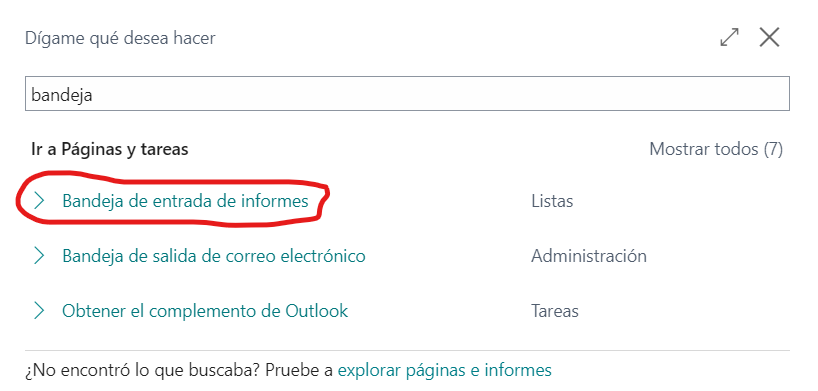 Dígame qué desea hacer
bandeja
Ir a Páginas y tareas Mostrar todos (7)
Bandeja de entrada de informes Listas
Bandeja de salida de correo electrónico Administración
Obtener el complemento de Outlook Tareas
¿No encontró lo que buscaba? Pruebe a explorar páginas e informes